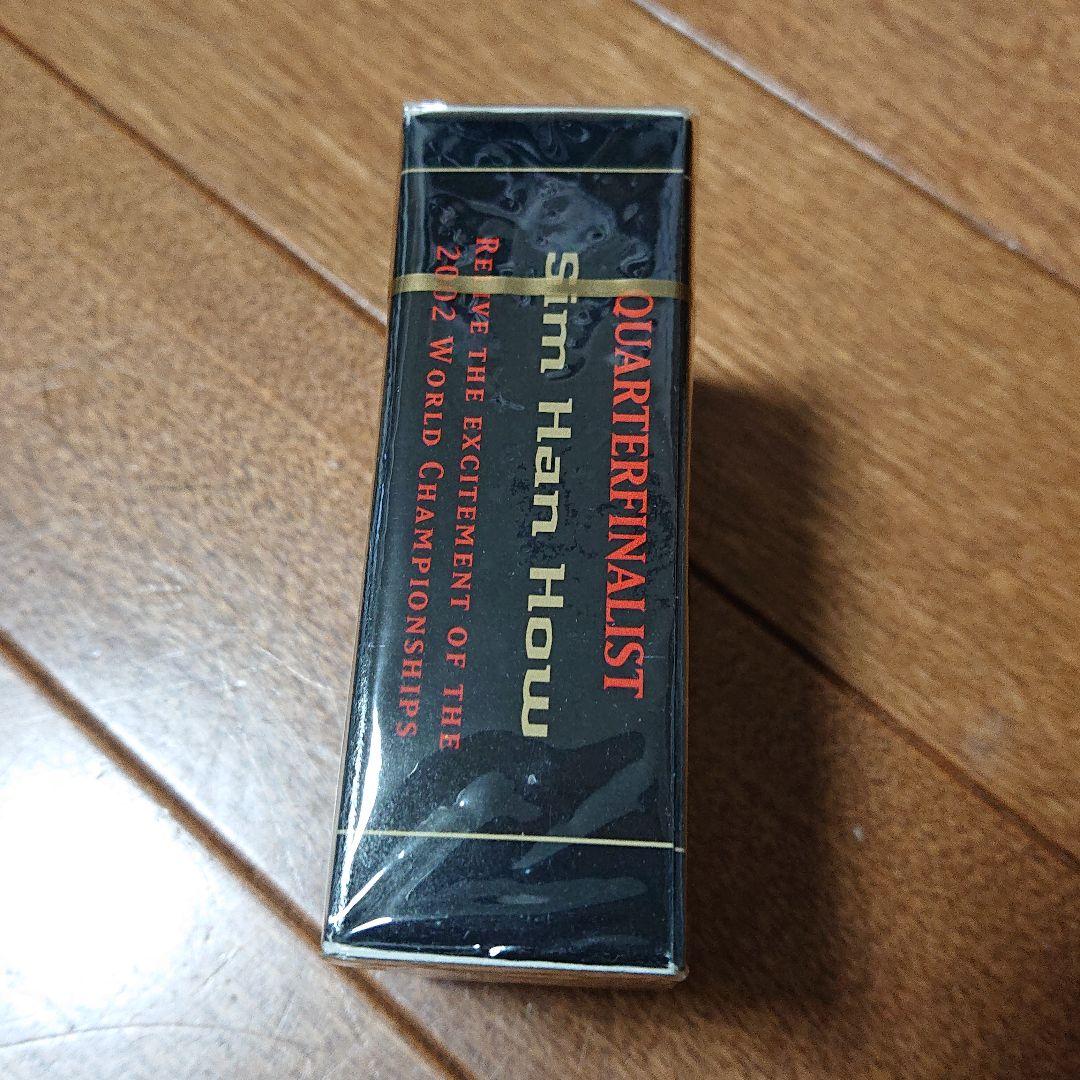 QUARTERFINALIST
Sim Han How
RELIVE THE EXCITEMENT OF THE
2002 WORLD CHAMPIONSHIPS